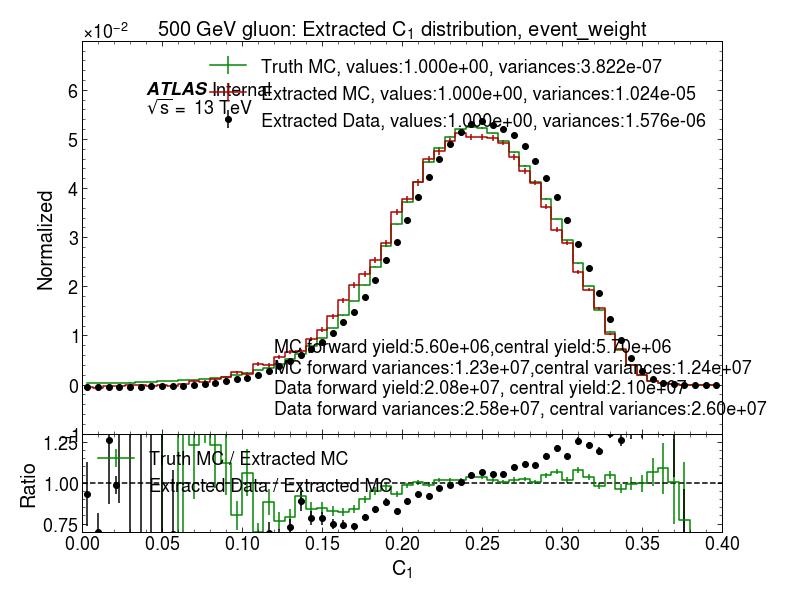 ×10⁻²
500 GeV gluon: Extracted C₁ distribution, event_weight
Truth MC, values:1.000e+00, variances:3.822e-07
ATLAS Internal
Extracted MC, values:1.000e+00, variances:1.024e-05
√s = 13 TeV
Extracted Data, values:1.000e+00, variances:1.576e-06
6
5
4
3
2
1
0
1
Normalized
MC forward yield:5.60e+06,central yield:5.70e+06
MC forward variances:1.23e+07,central variances:1.24e+07
Data forward yield:2.08e+07, central yield:2.10e+07
Data forward variances:2.58e+07, central variances:2.60e+07
1.25
1.00
0.75
Ratio
Truth MC / Extracted MC
Extracted Data / Extracted MC
0.00 0.05 0.10 0.15 0.20 0.25 0.30 0.35 0.40
C₁